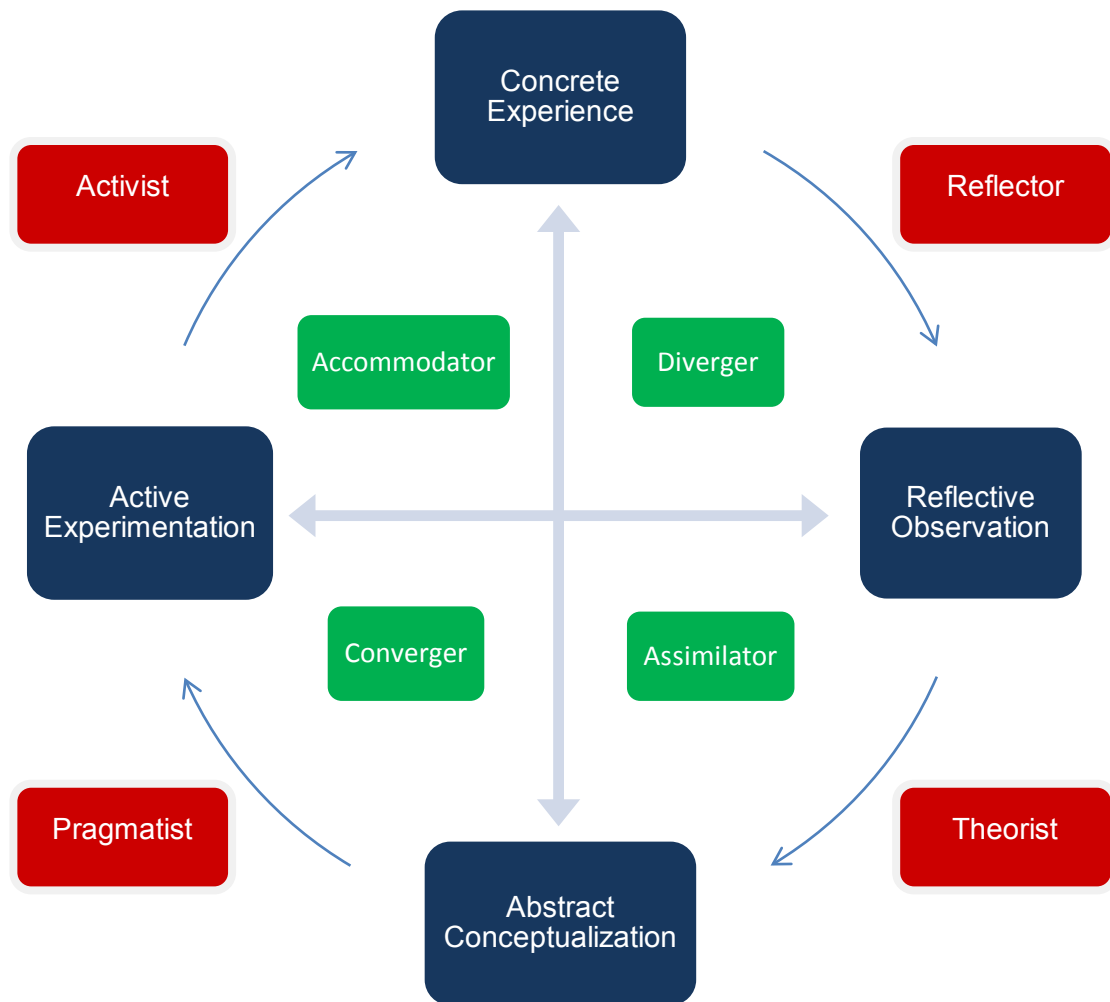 Concrete
Experience
Activist
Reflector
Accommodator
Diverger
Active
Experimentation
Reflective
Observation
Converger
Assimilator
Pragmatist
Theorist
Abstract
Conceptualization